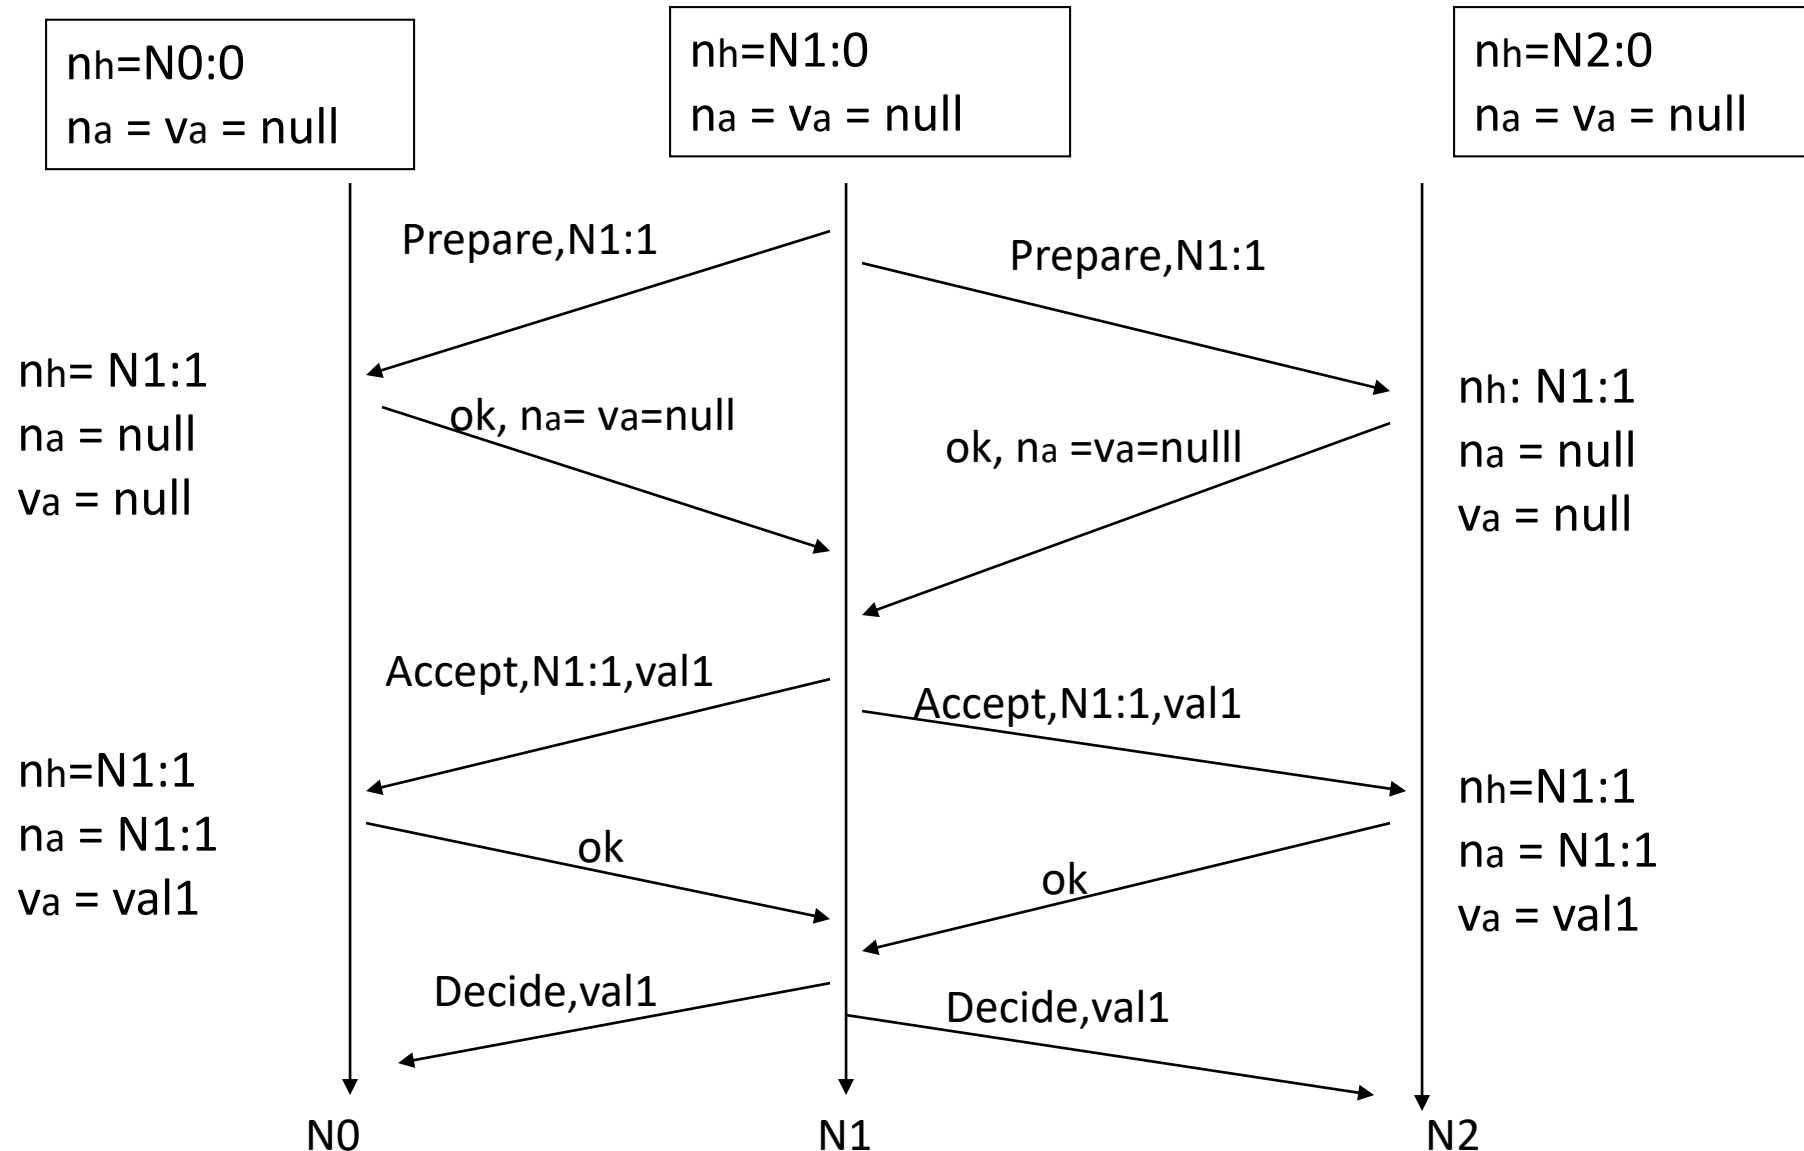 nh=N0:0
na = va = null
nh=N1:0
na = va = null
nh=N2:0
na = va = null
Prepare,N1:1
Prepare,N1:1
nh= N1:1
na = null
va = null
ok, na= va=null
ok, na =va=nulll
nh: N1:1
na = null
va = null
Accept,N1:1,val1
Accept,N1:1,val1
nh=N1:1
na = N1:1
va = val1
ok
ok
nh=N1:1
na = N1:1
va = val1
Decide,val1
Decide,val1
N0
N1
N2